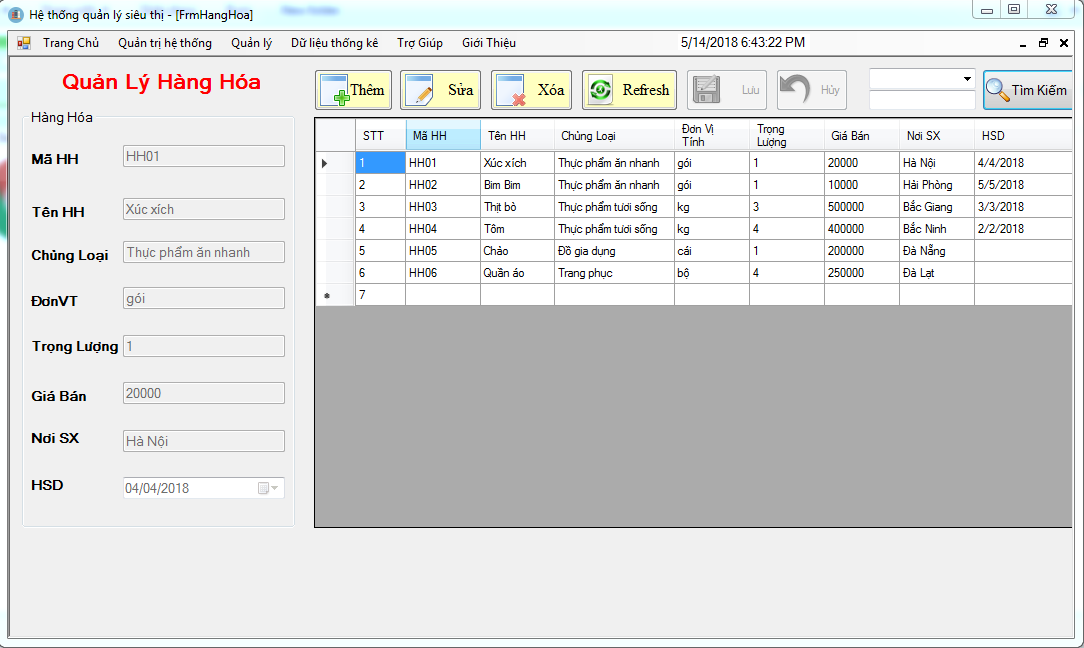 Hệ thống quản lý siêu thị - [FrmHangHoa]
Trang Chủ Quản trị hệ thống Quản lý Dữ liệu thống kê Trợ Giúp Giới Thiệu 5/14/2018 6:43:22 PM
Quản Lý Hàng Hóa
Thêm Sửa Xóa Refresh Lưu Hủy Tìm Kiếm
Hàng Hóa
Mã HH HH01
Tên HH Xúc xích
Chủng Loại Thực phẩm ăn nhanh
ĐơnVT gói
Trọng Lượng 1
Giá Bán 20000
Nơi SX Hà Nội
HSD 04/04/2018
STT Mã HH Tên HH Chủng Loại Đơn Vị Tính Trọng Lượng Giá Bán Nơi SX HSD
1 HH01 Xúc xích Thực phẩm ăn nhanh gói 1 20000 Hà Nội 4/4/2018
2 HH02 Bim Bim Thực phẩm ăn nhanh gói 1 10000 Hải Phòng 5/5/2018
3 HH03 Thịt bò Thực phẩm tươi sống kg 3 500000 Bắc Giang 3/3/2018
4 HH04 Tôm Thực phẩm tươi sống kg 4 400000 Bắc Ninh 2/2/2018
5 HH05 Chảo Đồ gia dụng cái 1 200000 Đà Nẵng
6 HH06 Quần áo Trang phục bộ 4 250000 Đà Lạt
7